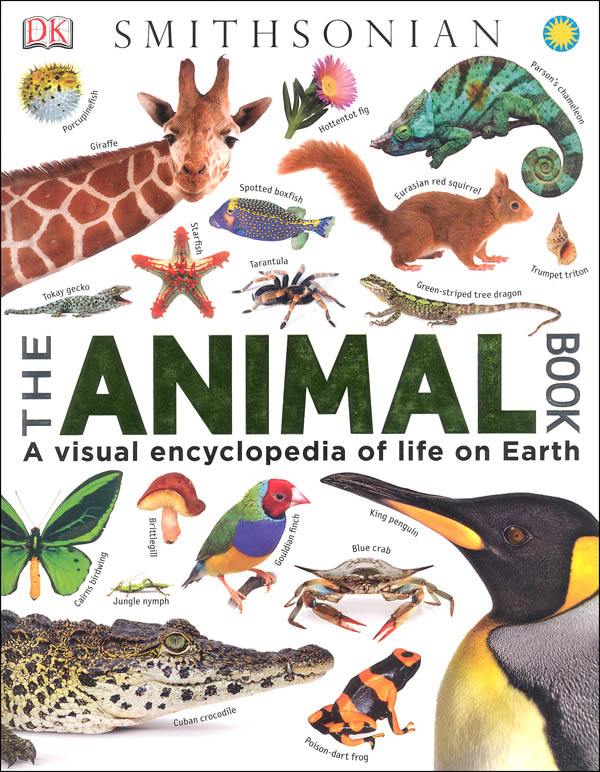 DK
SMITHSONIAN
Porcupinefish
Giraffe
Hottentot fig
Parson's chameleon
Spotted boxfish
Eurasian red squirrel
Starfish
Tarantula
Trumpet triton
Tokay gecko
Green-striped tree dragon
THE
ANIMAL
BOOK
A visual encyclopedia of life on Earth
Cairns birdwing
Brittlegill
Gouldian finch
King penguin
Blue crab
Jungle nymph
Cuban crocodile
Poison-dart frog